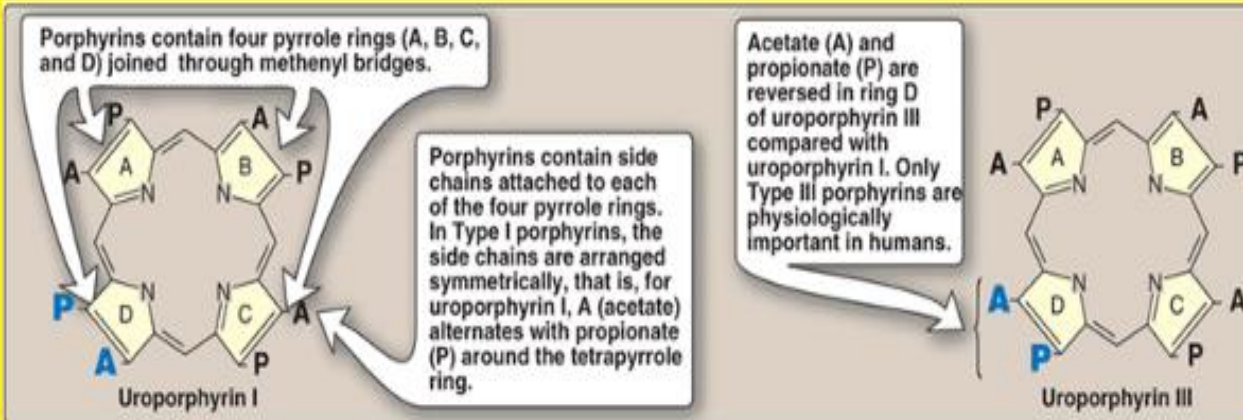 Porphyrins contain four pyrrole rings (A, B, C,
and D) joined through methenyl bridges.
P
A
A
B
A
P
N
N
N
N
P
D
A
C
A
P
Uroporphyrin I
Porphyrins contain side
chains attached to each
of the four pyrrole rings.
In Type I porphyrins, the
side chains are arranged
symmetrically, that is, for
uroporphyrin I, A (acetate)
alternates with propionate
(P) around the tetrapyrrole
ring.
Acetate (A) and
propionate (P) are
reversed in ring D
of uroporphyrin III
compared with
uroporphyrin I. Only
Type III porphyrins are
physiologically
important in humans.
P
A
A
B
A
P
N
N
N
N
A
D
P
C
A
P
Uroporphyrin III